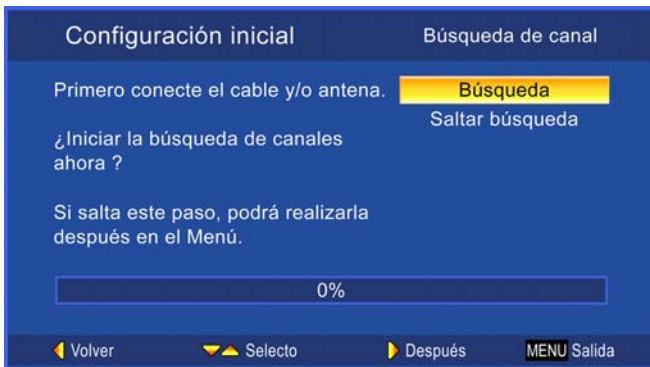 Configuración inicial
Búsqueda de canal
Primero conecte el cable y/o antena.
Búsqueda
Saltar búsqueda
¿Iniciar la búsqueda de canales
ahora ?
Si salta este paso, podrá realizarla
después en el Menú.
0%
Volver Selecto Después MENU Salida